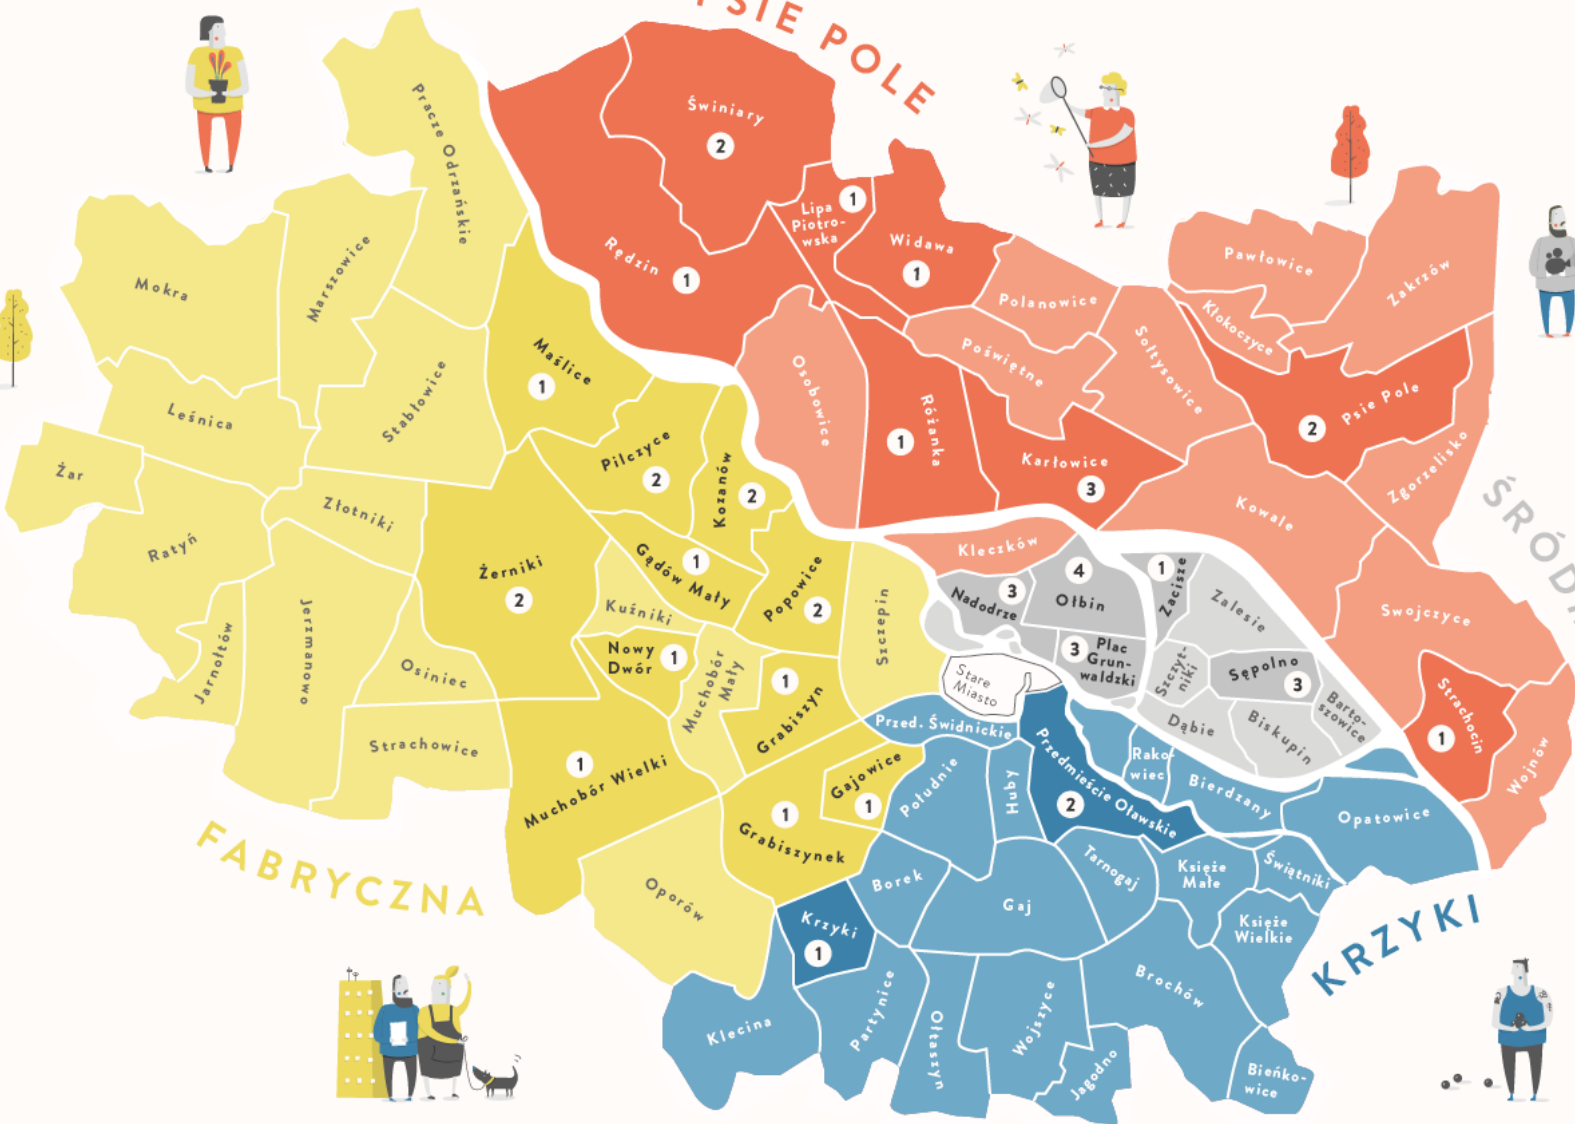 PSIE POLE
Świniary
2
Rędzin
1
Lipa
Piotro-
wska
1
Widawa
1
Polanowice
Poświętne
Sołtysowice
Pawłowice
Kłokoczyce
Zakrzów
Psie Pole
2
Zgorzelisko
Osobowice
Różanka
1
Karłowice
3
Kowale
Kleczków
Swojczyce
Strachocin
1
Wojnów
Pracze Odrzańskie
Mokra
Marszowice
Stabłowice
Leśnica
Żar
Ratyń
Złotniki
Jarnołtów
Jerzmanowo
Osiniec
Strachowice
Maślice
1
Pilczyce
2
Kozanów
2
Gądów Mały
1
Popowice
2
Żerniki
2
Kuźniki
Nowy
Dwór
1
Muchobór
Mały
Szczepin
Grabiszyn
1
Muchobór Wielki
1
Gajowice
1
Grabiszynek
1
Oporów
FABRYCZNA
Nadodrze
3
Ołbin
4
Plac
Grun-
waldzki
3
Zacisze
1
Zalesie
Szczyt-
niki
Sępolno
3
Dąbie
Biskupin
Barto-
szowice
ŚRÓD
Stare
Miasto
Przed. Świdnickie
Południe
Huby
Przedmieście Oławskie
2
Rako-
wiec
Bierdzany
Opatowice
Borek
Gaj
Tarnogaj
Księże
Małe
Świątniki
Księże
Wielkie
Krzyki
1
Klecina
Partynice
Ołtaszyn
Wojszyce
Jagodno
Brochów
Bieńko-
wice
KRZYKI